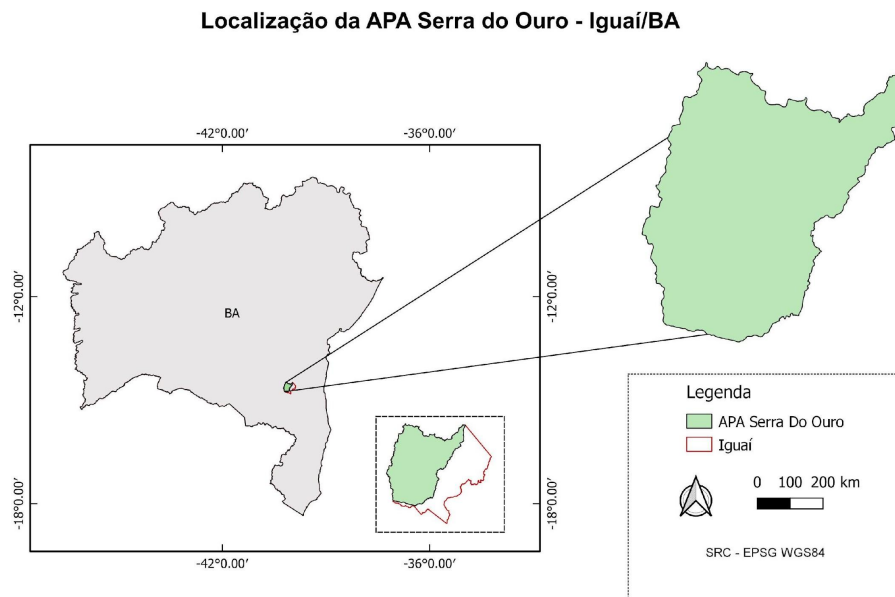 Localização da APA Serra do Ouro - Iguaí/BA
-42°0.00′
-36°0.00′
-12°0.00′
-12°0.00′
BA
Legenda
APA Serra Do Ouro
Iguaí
0 100 200 km
-18°0.00′
-18°0.00′
SRC - EPSG WGS84
-42°0.00′
-36°0.00′